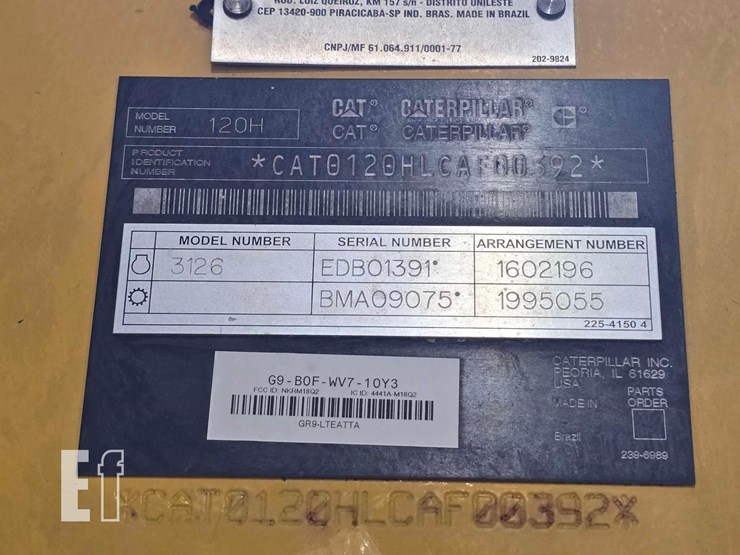 ROD. LUIZ QUEIROZ, KM 157 s/n - DISTRITO UNILESTE
CEP 13420-900 PIRACICABA-SP IND. BRAS. MADE IN BRAZIL
CNPJ/MF 61.064.911/0001-77
202-9824
MODEL NUMBER 120H
CAT® CATERPILLAR®
CAT® CATERPILLAR®
PRODUCT IDENTIFICATION NUMBER *CAT0120HLCAF00392*
MODEL NUMBER SERIAL NUMBER ARRANGEMENT NUMBER
3126 EDB01391* 1602196
BMA09075* 1995055
225-4150 4
G9-B0F-WV7-10Y3
FCC ID: NKRM18Q2 IC ID: 4441A-M18Q2
GR9-LTEATTA
CATERPILLAR INC.
PEORIA, IL 61629
USA
MADE IN
Brazil
PARTS
ORDER
239-6989
Ef
*CAT0120HLCAF00392*